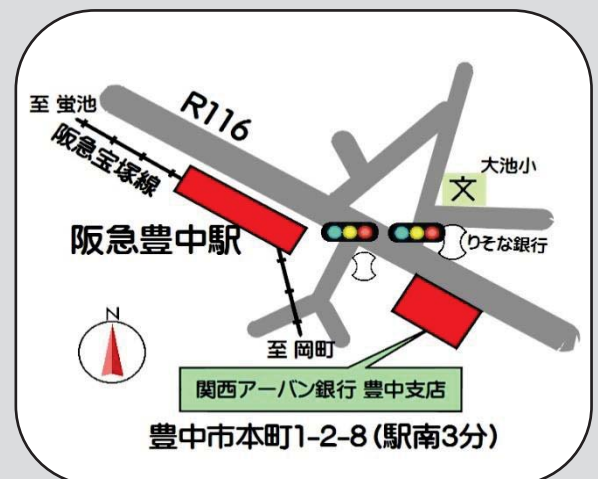 至 蛍池
R116
阪急宝塚線
大池小
文
阪急豊中駅
りそな銀行
N
至 岡町
関西アーバン銀行 豊中支店
豊中市本町1-2-8(駅南3分)